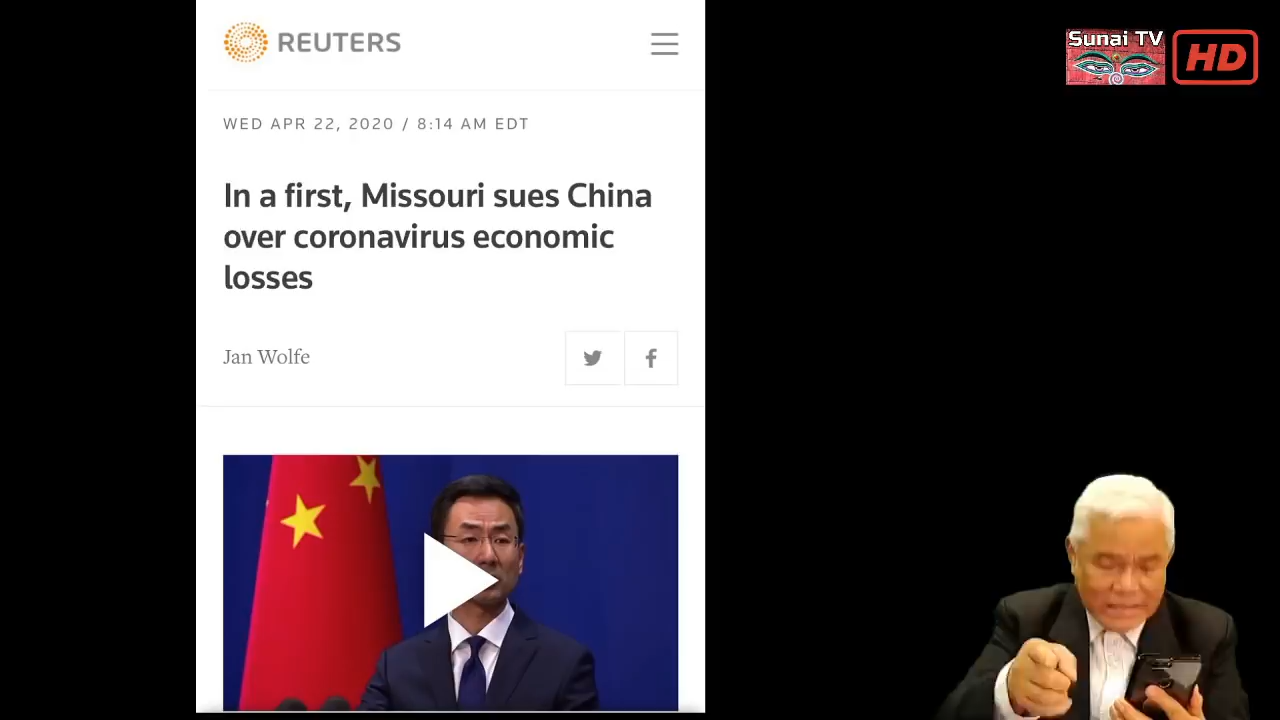 REUTERS
Sunai TV
HD
WED APR 22, 2020 / 8:14 AM EDT
In a first, Missouri sues China
over coronavirus economic
losses
Jan Wolfe